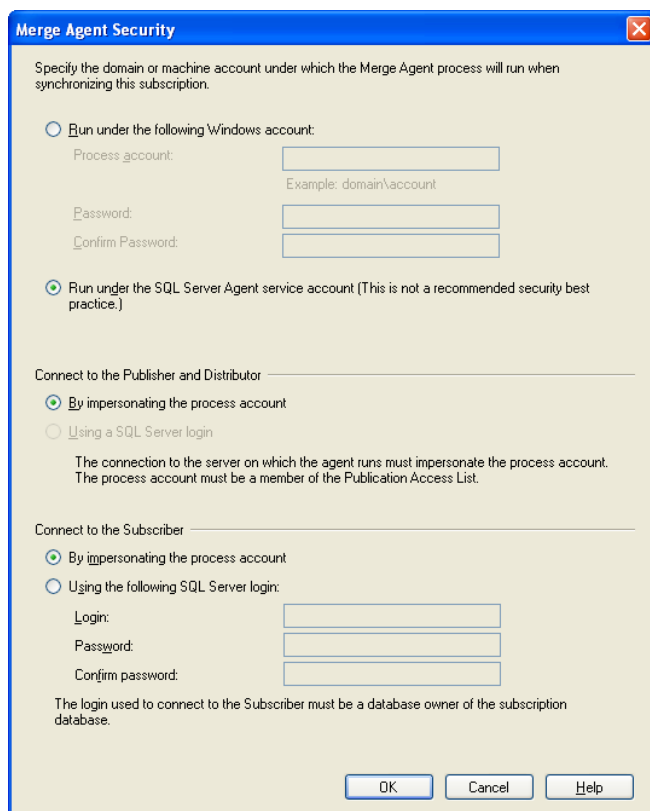 Merge Agent Security
Specify the domain or machine account under which the Merge Agent process will run when
synchronizing this subscription.
Run under the following Windows account:
Process account:
Example: domain\account
Password:
Confirm Password:
Run under the SQL Server Agent service account (This is not a recommended security best
practice.)
Connect to the Publisher and Distributor
By impersonating the process account
Using a SQL Server login
The connection to the server on which the agent runs must impersonate the process account.
The process account must be a member of the Publication Access List.
Connect to the Subscriber
By impersonating the process account
Using the following SQL Server login:
Login:
Password:
Confirm password:
The login used to connect to the Subscriber must be a database owner of the subscription
database.
OK Cancel Help